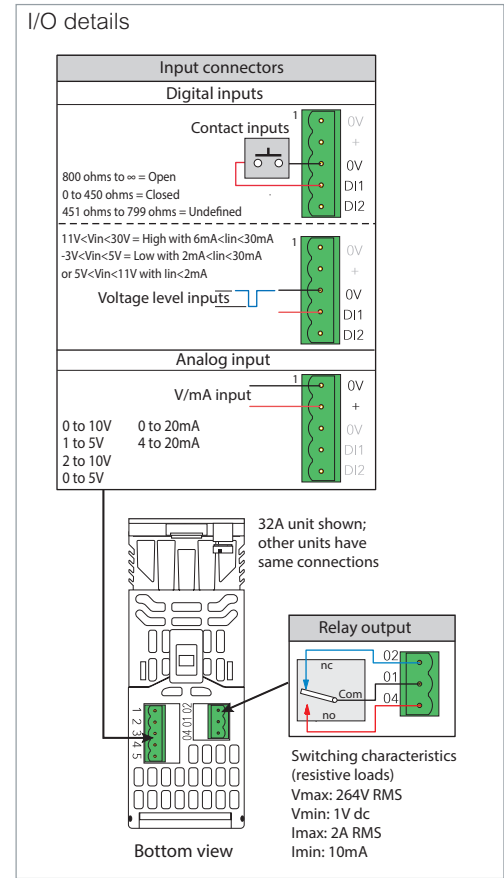 I/O details
Input connectors
Digital inputs
Contact inputs
800 ohms to ∞ = Open
0 to 450 ohms = Closed
451 ohms to 799 ohms = Undefined
1
0V
+
0V
DI1
DI2
11V<Vin<30V = High with 6mA<Iin<30mA
-3V<Vin<5V = Low with 2mA<Iin<30mA
or 5V<Vin<11V with Iin<2mA
Voltage level inputs
1
0V
+
0V
DI1
DI2
Analog input
V/mA input
0 to 10V 0 to 20mA
1 to 5V 4 to 20mA
2 to 10V
0 to 5V
1
0V
+
0V
DI1
DI2
32A unit shown;
other units have
same connections
1 2 3 4 5
04 01 02
Bottom view
Relay output
nc
Com
no
02
01
04
Switching characteristics
(resistive loads)
Vmax: 264V RMS
Vmin: 1V dc
Imax: 2A RMS
Imin: 10mA